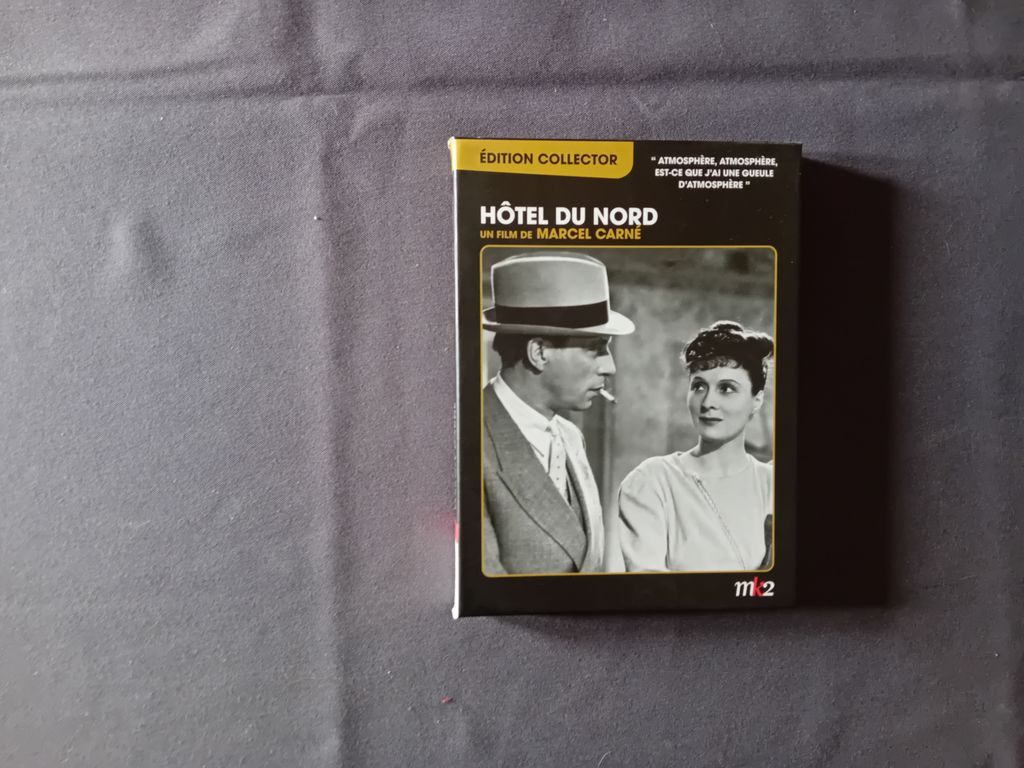 ÉDITION COLLECTOR
“ ATMOSPHÈRE, ATMOSPHÈRE,
EST-CE QUE J'AI UNE GUEULE
D'ATMOSPHÈRE ”
HÔTEL DU NORD
UN FILM DE MARCEL CARNÉ
mk2